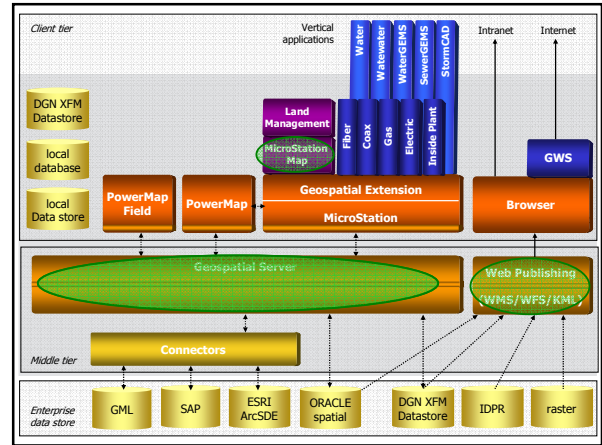 Client tier
Vertical
applications
Water
Watewater
WaterGEMS
SewerGEMS
StormCAD
Intranet
Internet
DGN XFM
Datastore
Land
Management
Fiber
Coax
Gas
Electric
Inside Plant
local
database
MicroStation
Map
GWS
local
Data store
PowerMap
Field
PowerMap
Geospatial Extension
MicroStation
Browser
Geospatial Server
Web Publishing
(WMS/WFS/KML)
Connectors
Middle tier
Enterprise
data store
GML
SAP
ESRI
ArcSDE
ORACLE
spatial
DGN XFM
Datastore
IDPR
raster